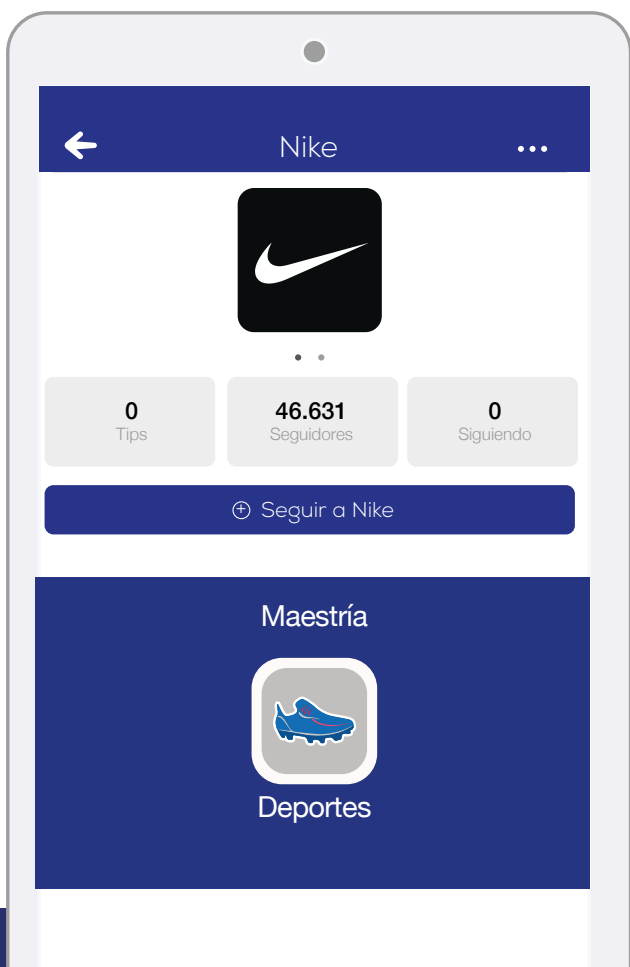 Nike
0
Tips
46.631
Seguidores
0
Siguiendo
Seguir a Nike
Maestría
Deportes